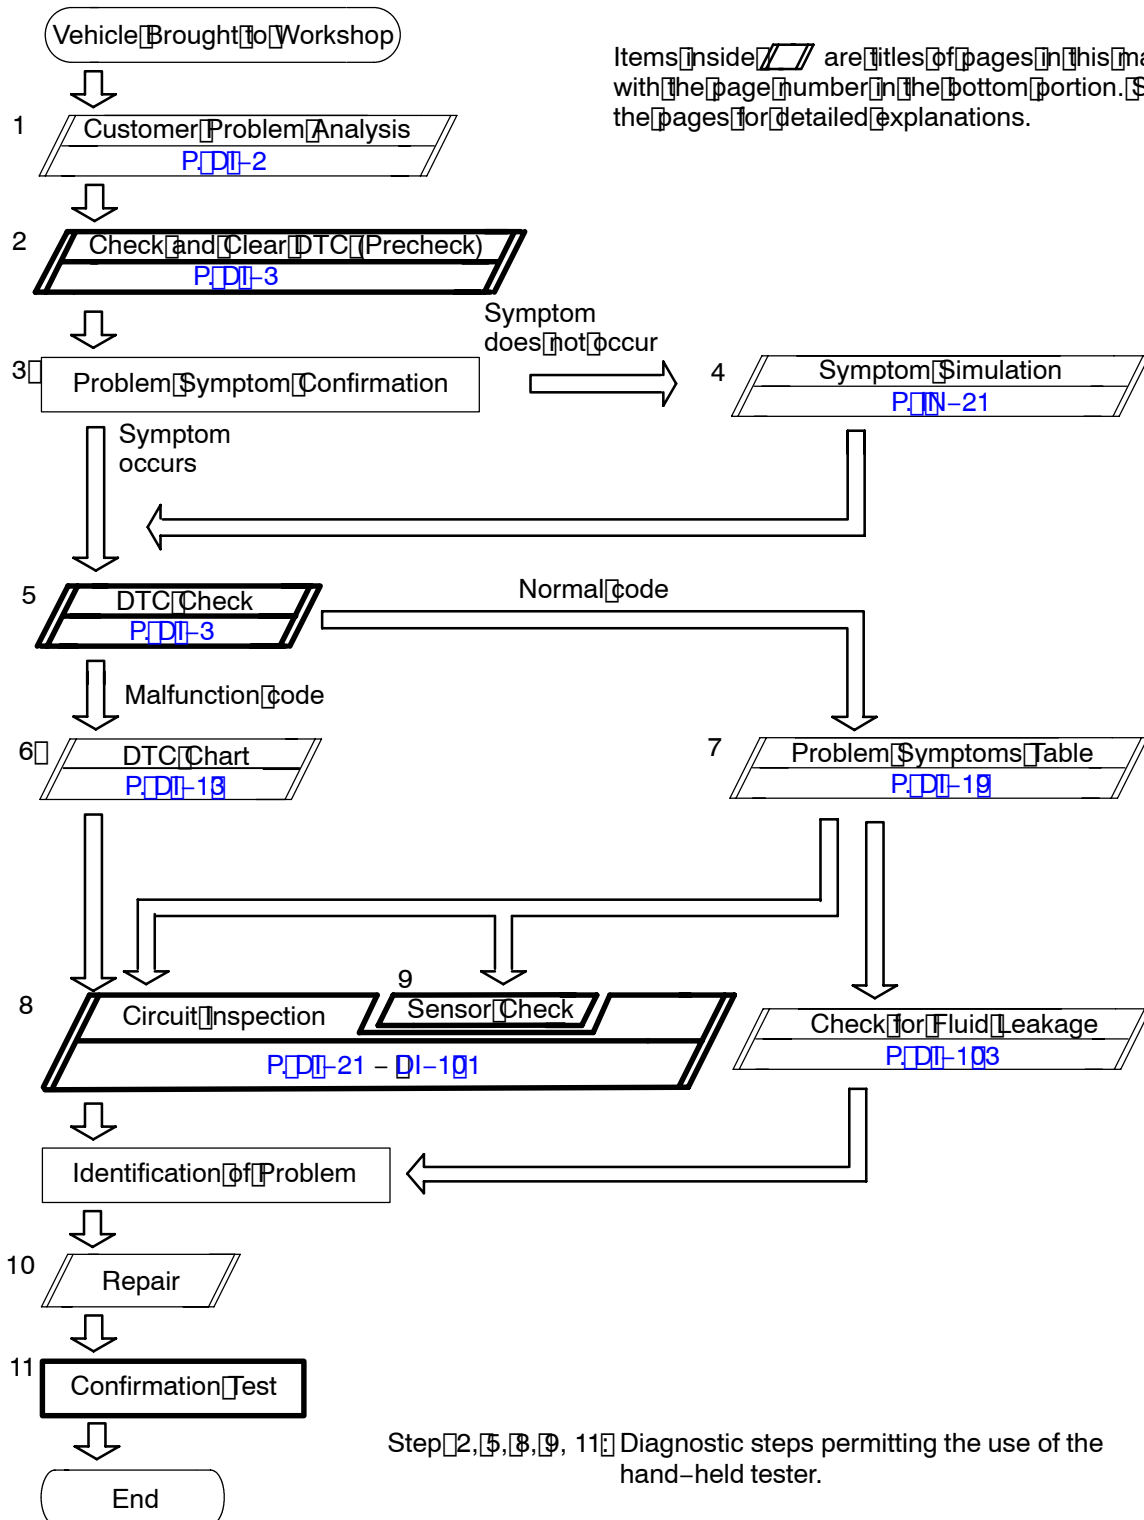 Vehicle Brought to Workshop
Items inside are titles of pages in this
with the page number in the bottom portion.
the pages for detailed explanations.
1
Customer Problem Analysis
P. DI–2
2
Check and Clear DTC (Precheck)
P. DI–3
Symptom
does not occur
3
Problem Symptom Confirmation
4
Symptom Simulation
P. IN–21
Symptom
occurs
5
DTC Check
P. DI–3
Normal code
Malfunction code
6
DTC Chart
P. DI–13
7
Problem Symptoms Table
P. DI–19
8
Circuit Inspection
9
Sensor Check
P. DI–21 – DI–101
Check for Fluid Leakage
P. DI–103
Identification of Problem
10
Repair
11
Confirmation Test
Step 2, 5, 8, 9, 11: Diagnostic steps permitting the use of the
hand–held tester.
End